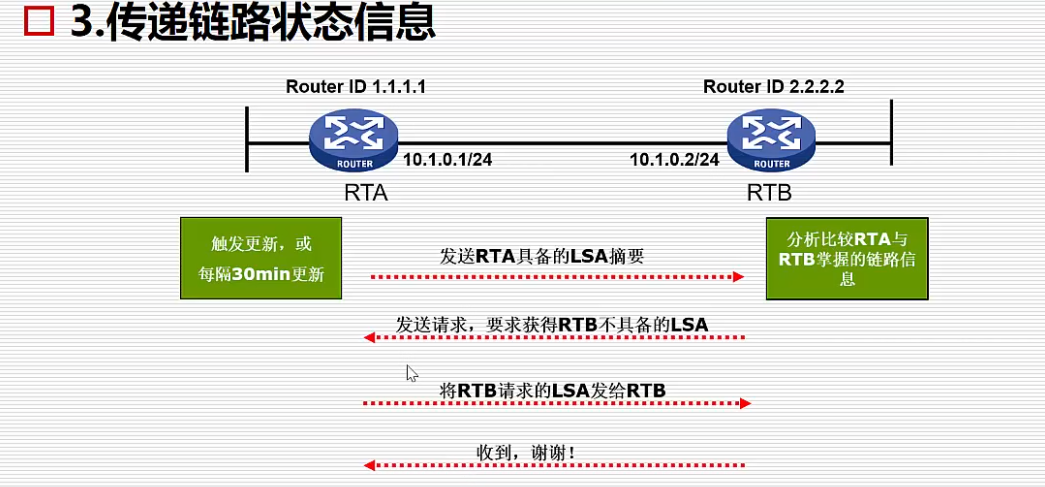 3.传递链路状态信息
Router ID 1.1.1.1
Router ID 2.2.2.2
ROUTER
ROUTER
10.1.0.1/24
10.1.0.2/24
RTA
RTB
触发更新，或
每隔30min更新
发送RTA具备的LSA摘要
分析比较RTA与
RTB掌握的链路信
息
发送请求，要求获得RTB不具备的LSA
将RTB请求的LSA发给RTB
收到，谢谢！